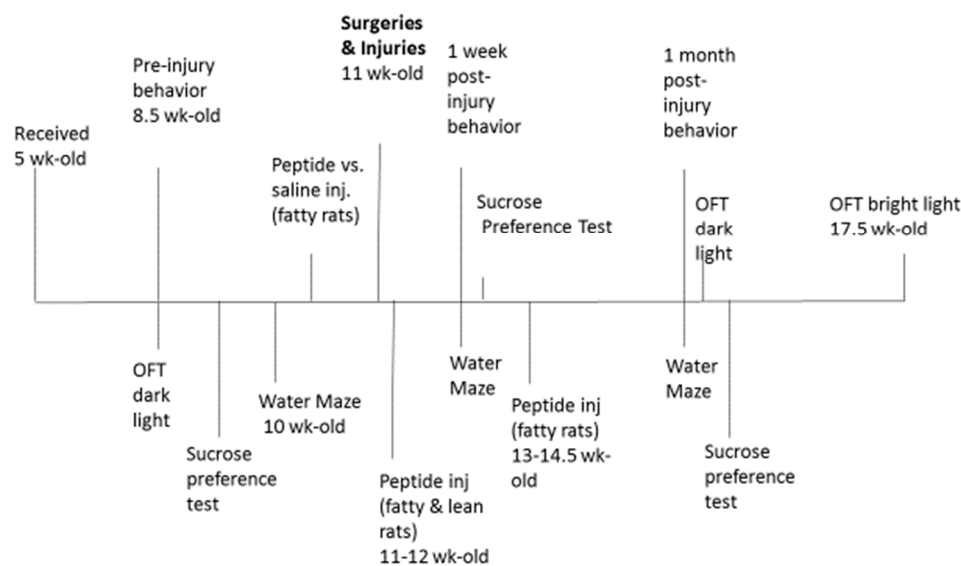 Surgeries
& Injuries
11 wk-old
1 week
post-
injury
behavior
1 month
post-
injury
behavior
Pre-injury
behavior
8.5 wk-old
Received
5 wk-old
Peptide vs.
saline inj.
(fatty rats)
Sucrose
Preference Test
OFT
dark
light
OFT bright light
17.5 wk-old
OFT
dark
light
Sucrose
preference
test
Water Maze
10 wk-old
Peptide inj
(fatty & lean
rats)
11-12 wk-old
Water
Maze
Peptide inj
(fatty rats)
13-14.5 wk-
old
Water
Maze
Sucrose
preference
test